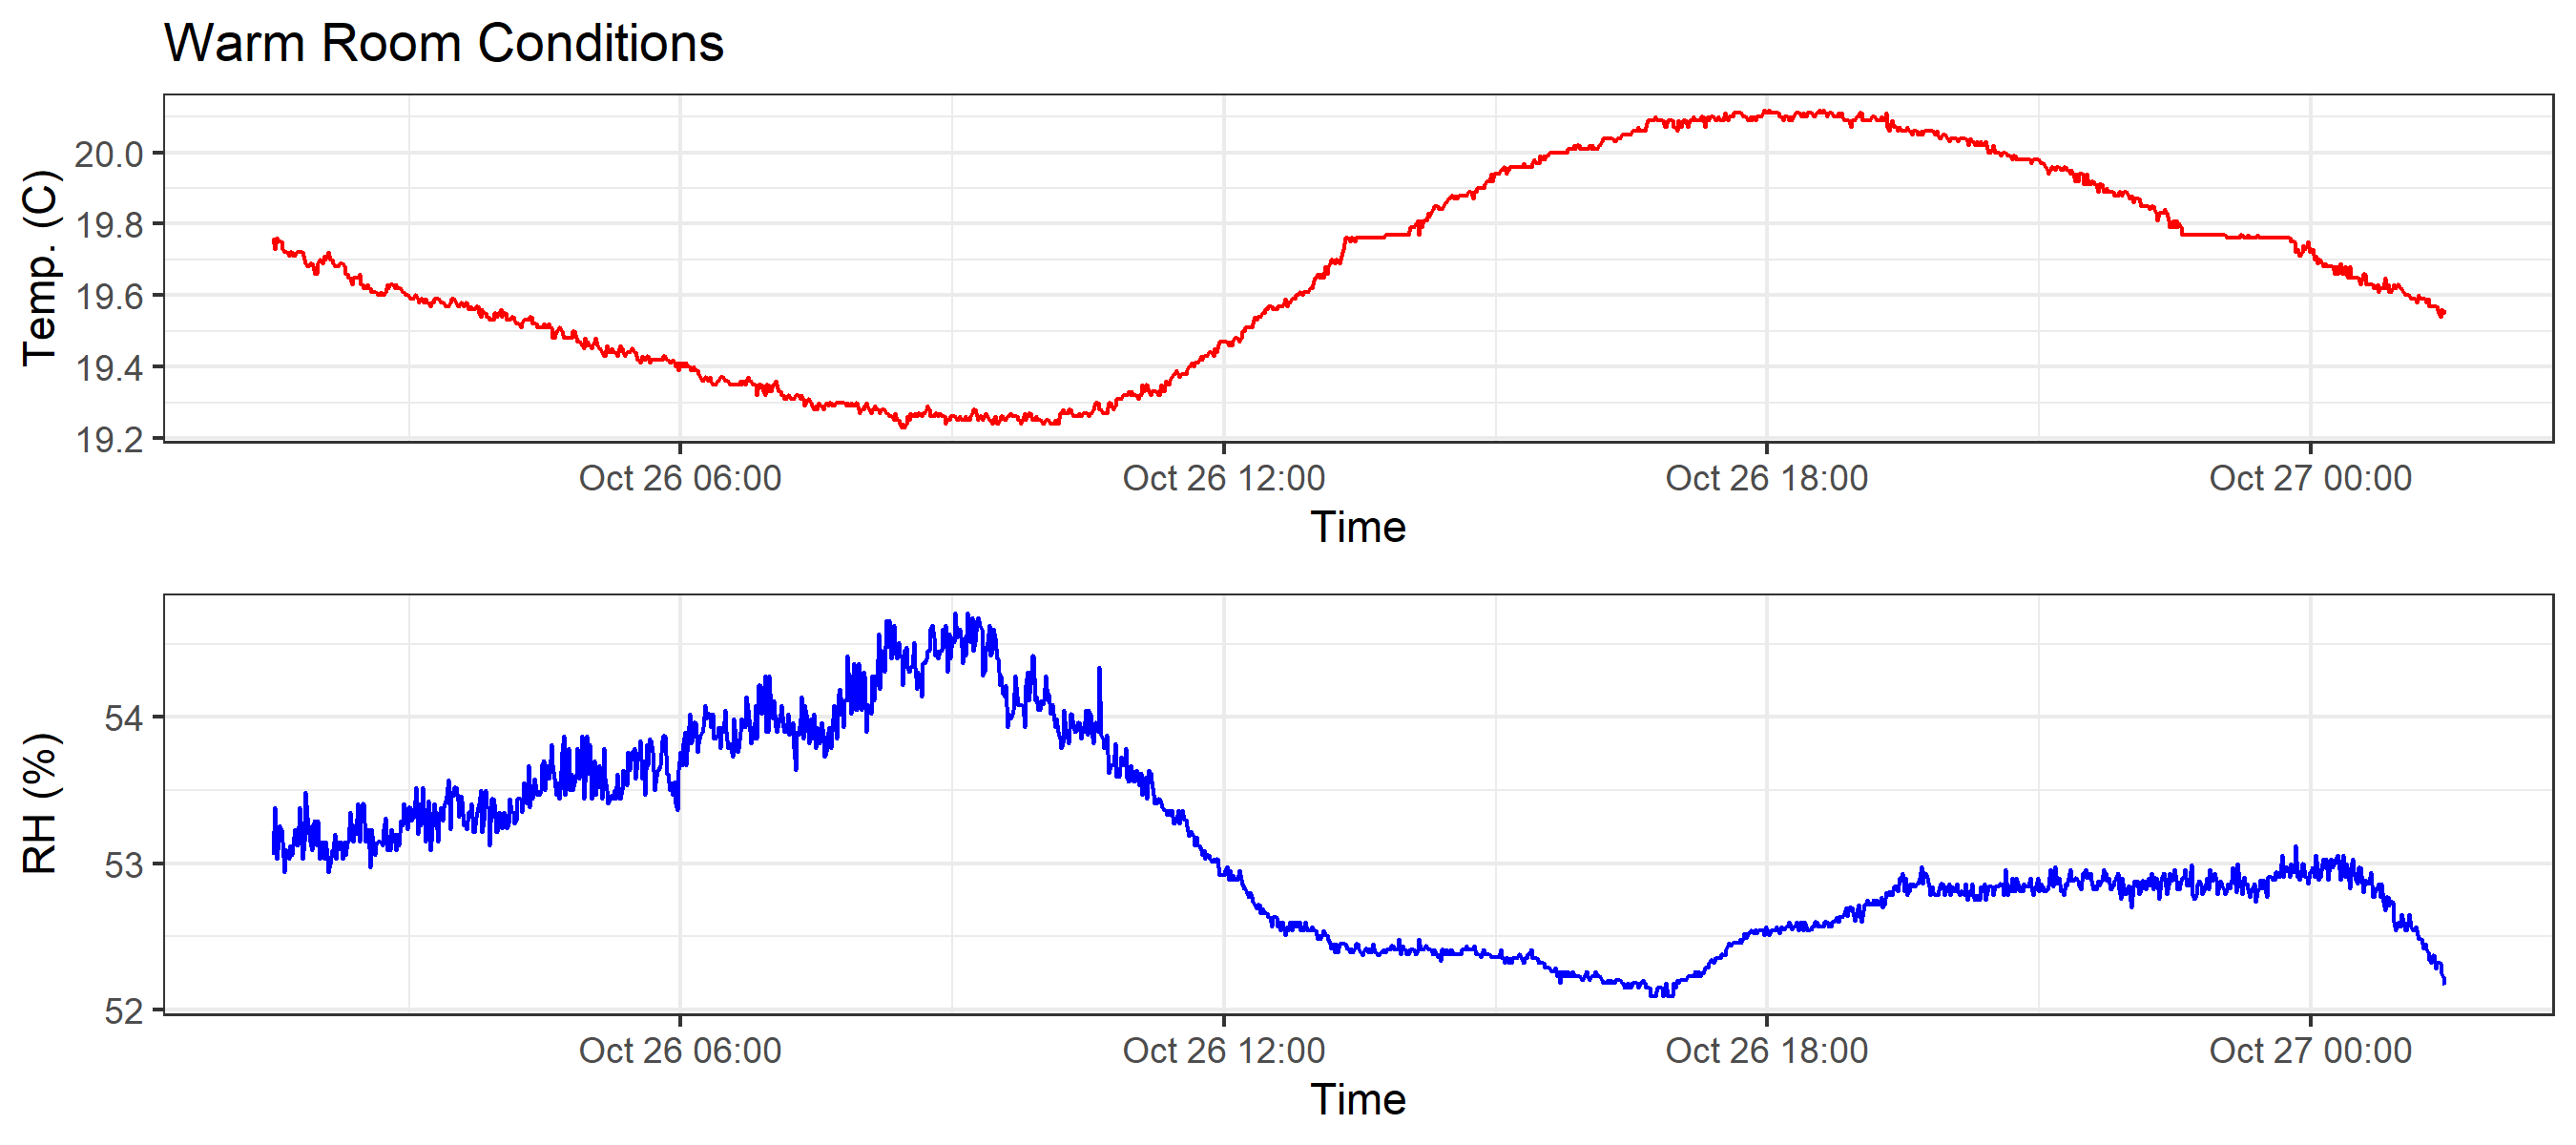 Warm Room Conditions
Temp. (C)
20.0
19.8
19.6
19.4
19.2
Oct 26 06:00 Oct 26 12:00 Oct 26 18:00 Oct 27 00:00
Time
RH (%)
54
53
52
Oct 26 06:00 Oct 26 12:00 Oct 26 18:00 Oct 27 00:00
Time